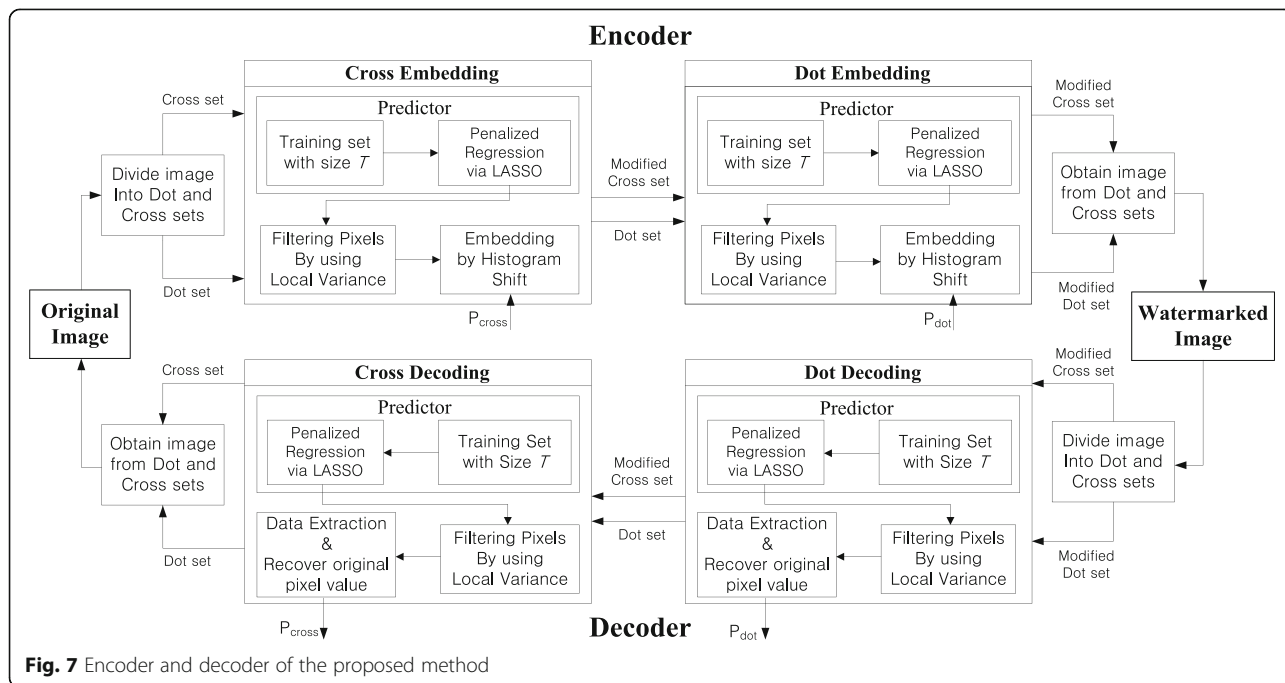 Encoder
Cross Embedding
Predictor
Training set
with size T
Penalized
Regression
via LASSO
Filtering Pixels
By using
Local Variance
Embedding
by Histogram
Shift
Pcross
Cross set
Divide image
Into Dot and
Cross sets
Dot set
Original
Image
Modified
Cross set
Dot set
Dot Embedding
Predictor
Training set
with size T
Penalized
Regression
via LASSO
Filtering Pixels
By using
Local Variance
Embedding
by Histogram
Shift
Pdot
Modified
Cross set
Obtain image
from Dot and
Cross sets
Modified
Dot set
Watermarked
Image
Cross Decoding
Predictor
Penalized
Regression
via LASSO
Training Set
with Size T
Data Extraction
&
Recover original
pixel value
Filtering Pixels
By using
Local Variance
Pcross
Cross set
Obtain image
from Dot and
Cross sets
Dot set
Modified
Cross set
Dot set
Dot Decoding
Predictor
Penalized
Regression
via LASSO
Training Set
with Size T
Data Extraction
&
Recover original
pixel value
Filtering Pixels
By using
Local Variance
Pdot
Modified
Cross set
Divide image
Into Dot and
Cross sets
Modified
Dot set
Decoder
Fig. 7 Encoder and decoder of the proposed method